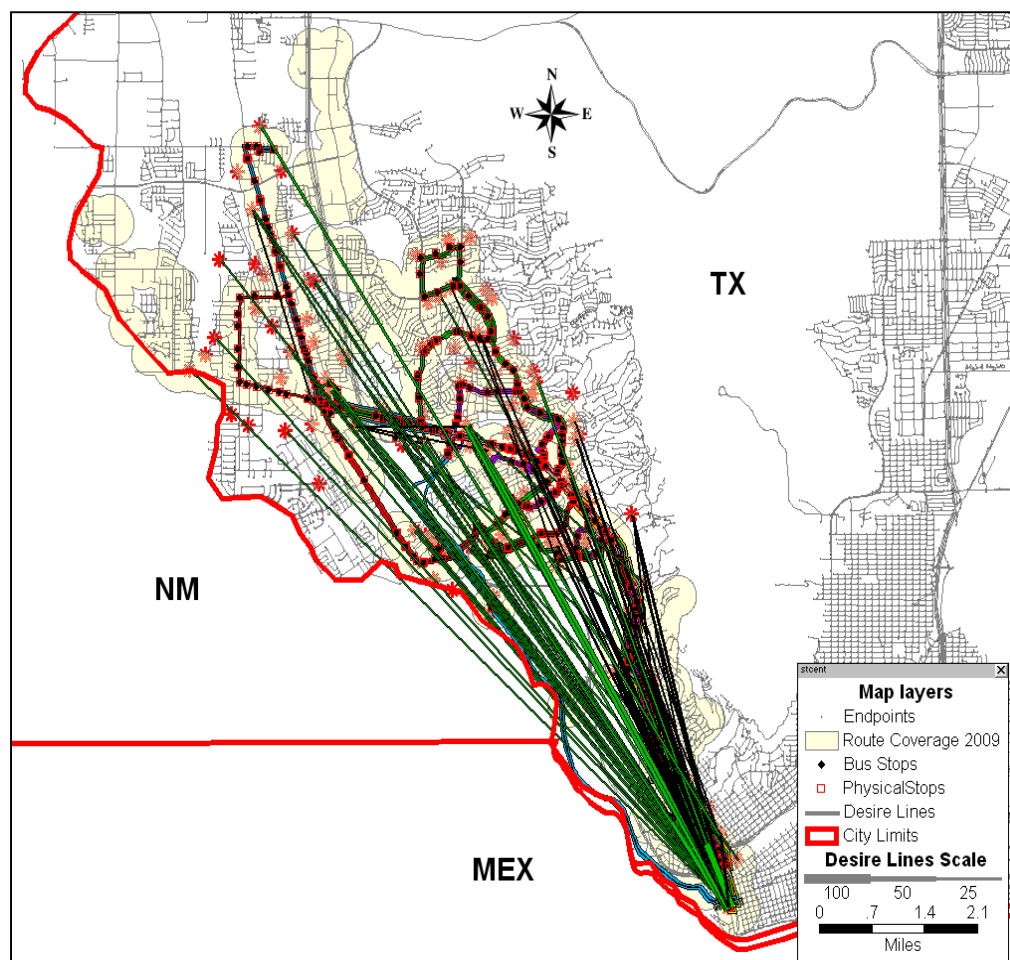 N
W E
S
TX
NM
MEX
stcent
Map layers
Endpoints
Route Coverage 2009
Bus Stops
PhysicalStops
Desire Lines
City Limits
Desire Lines Scale
100 50 25
0 .7 1.4 2.1
Miles